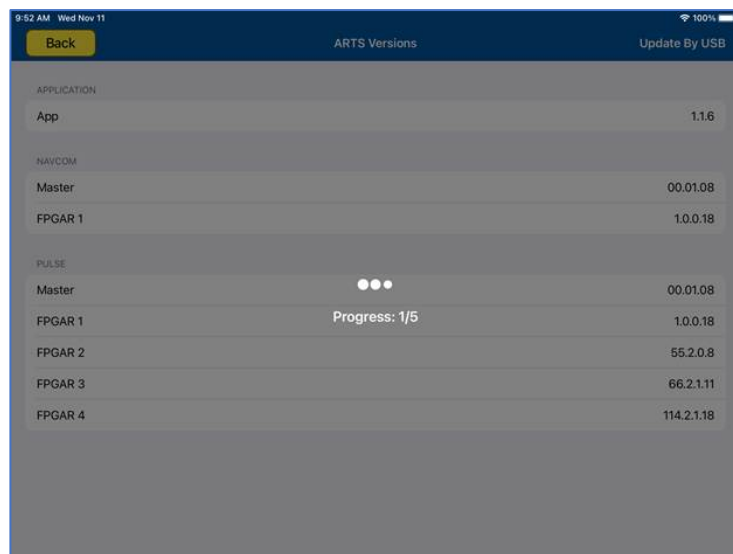 9:52 AM Wed Nov 11 100%
Back ARTS Versions Update By USB
APPLICATION
App 1.1.6
NAVCOM
Master 00.01.08
FPGAR 1 1.0.0.18
PULSE
Master 00.01.08
FPGAR 1 1.0.0.18
Progress: 1/5
FPGAR 2 55.2.0.8
FPGAR 3 66.2.1.11
FPGAR 4 114.2.1.18